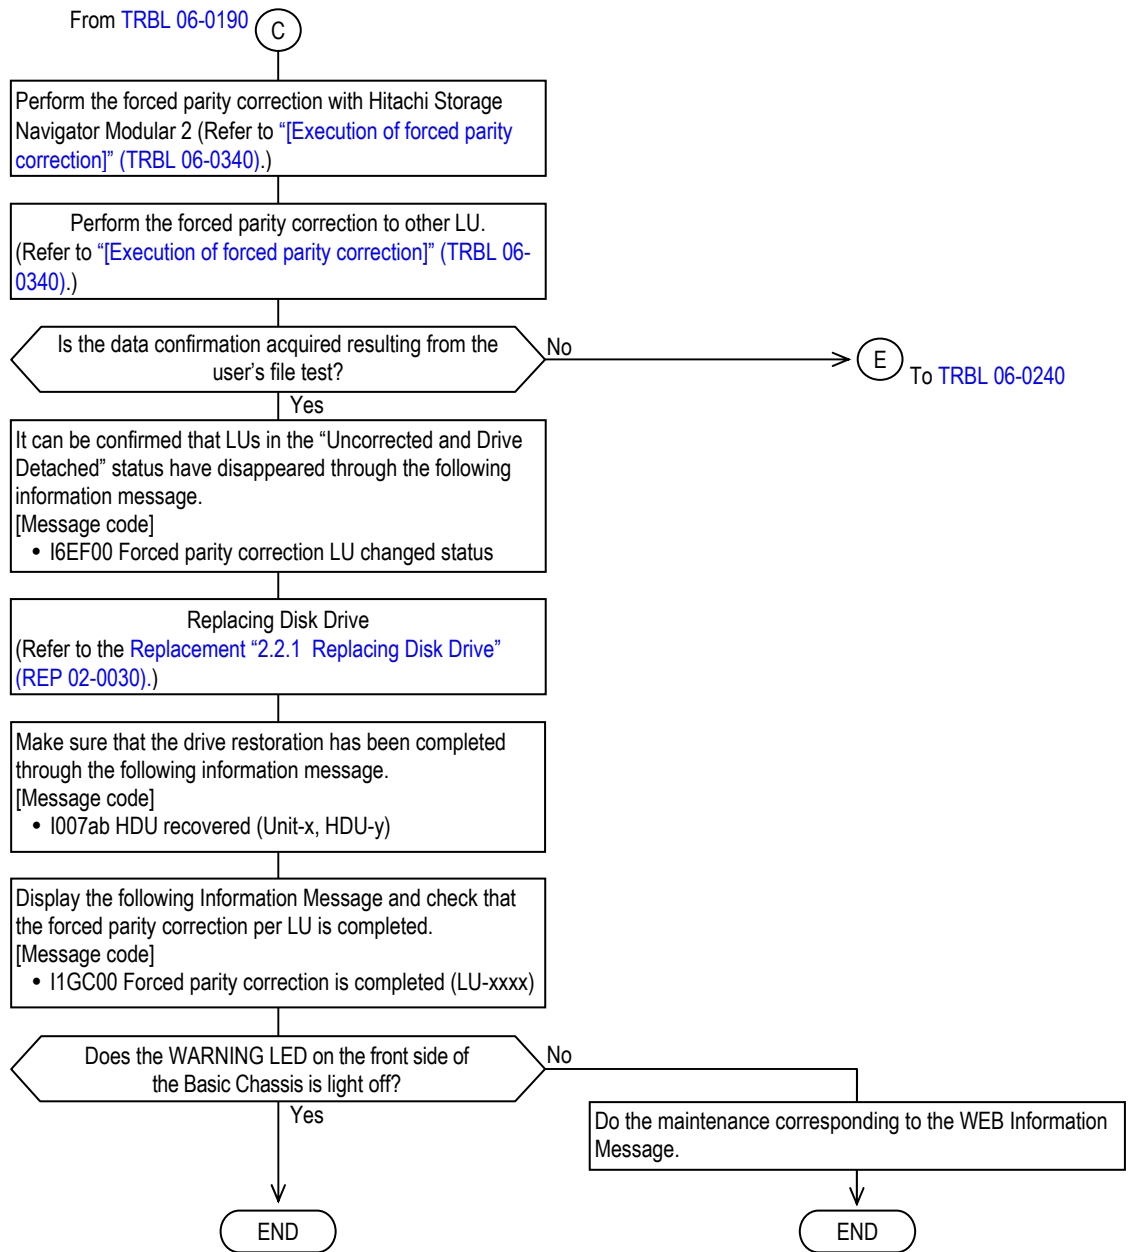 From TRBL 06-0190
C
Perform the forced parity correction with Hitachi Storage
Navigator Modular 2 (Refer to “[Execution of forced parity
correction]” (TRBL 06-0340).)
Perform the forced parity correction to other LU.
(Refer to “[Execution of forced parity correction]” (TRBL 06-
0340).)
Is the data confirmation acquired resulting from the
user’s file test?
No
E
To TRBL 06-0240
Yes
It can be confirmed that LUs in the “Uncorrected and Drive
Detached” status have disappeared through the following
information message.
[Message code]
• I6EF00 Forced parity correction LU changed status
Replacing Disk Drive
(Refer to the Replacement “2.2.1  Replacing Disk Drive”
(REP 02-0030).)
Make sure that the drive restoration has been completed
through the following information message.
[Message code]
• I007ab HDU recovered (Unit-x, HDU-y)
Display the following Information Message and check that
the forced parity correction per LU is completed.
[Message code]
• I1GC00 Forced parity correction is completed (LU-xxxx)
Does the WARNING LED on the front side of
the Basic Chassis is light off?
No
Yes
Do the maintenance corresponding to the WEB Information
Message.
END
END